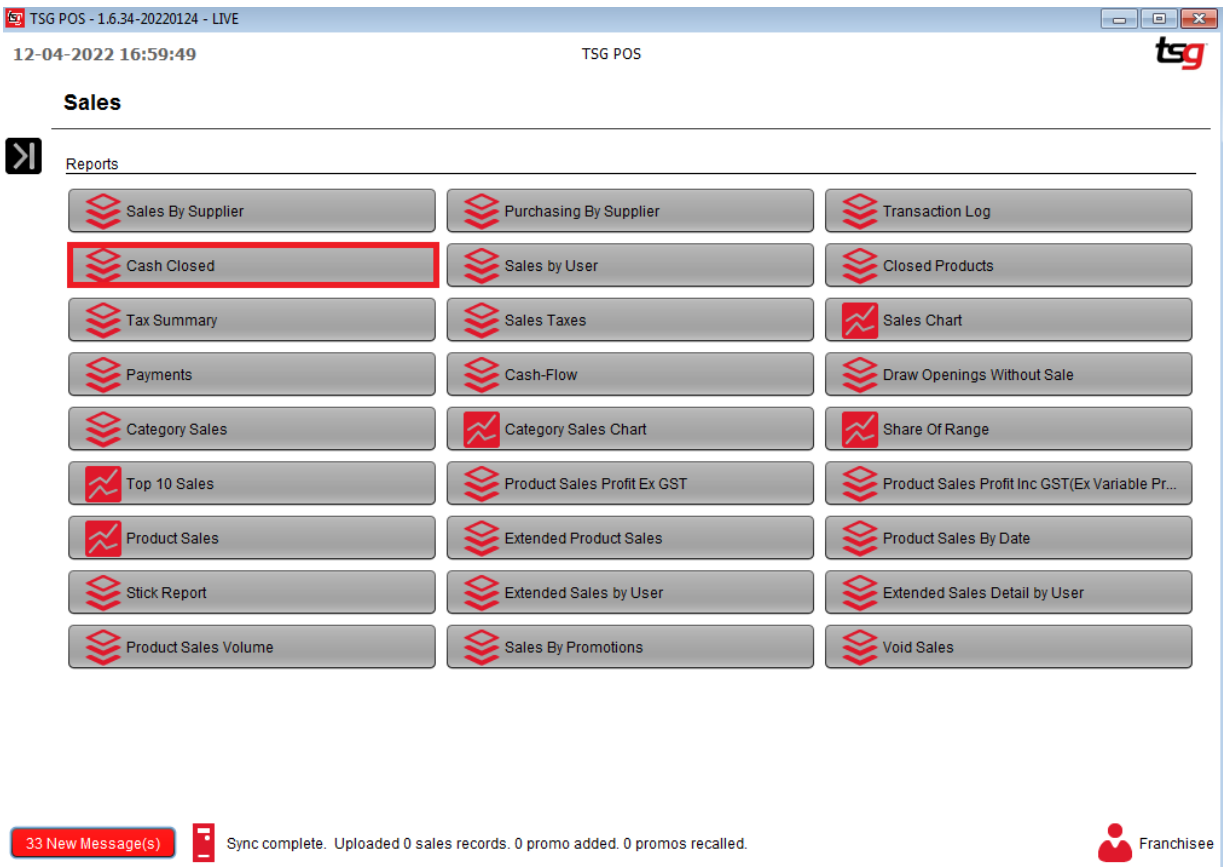 TSG POS - 1.6.34-20220124 - LIVE
12-04-2022 16:59:49
TSG POS
tsg
Sales
Reports
Sales By Supplier
Purchasing By Supplier
Transaction Log
Cash Closed
Sales by User
Closed Products
Tax Summary
Sales Taxes
Sales Chart
Payments
Cash-Flow
Draw Openings Without Sale
Category Sales
Category Sales Chart
Share Of Range
Top 10 Sales
Product Sales Profit Ex GST
Product Sales Profit Inc GST(Ex Variable Pr...
Product Sales
Extended Product Sales
Product Sales By Date
Stick Report
Extended Sales by User
Extended Sales Detail by User
Product Sales Volume
Sales By Promotions
Void Sales
33 New Message(s)
Sync complete.  Uploaded 0 sales records. 0 promo added. 0 promos recalled.
Franchisee